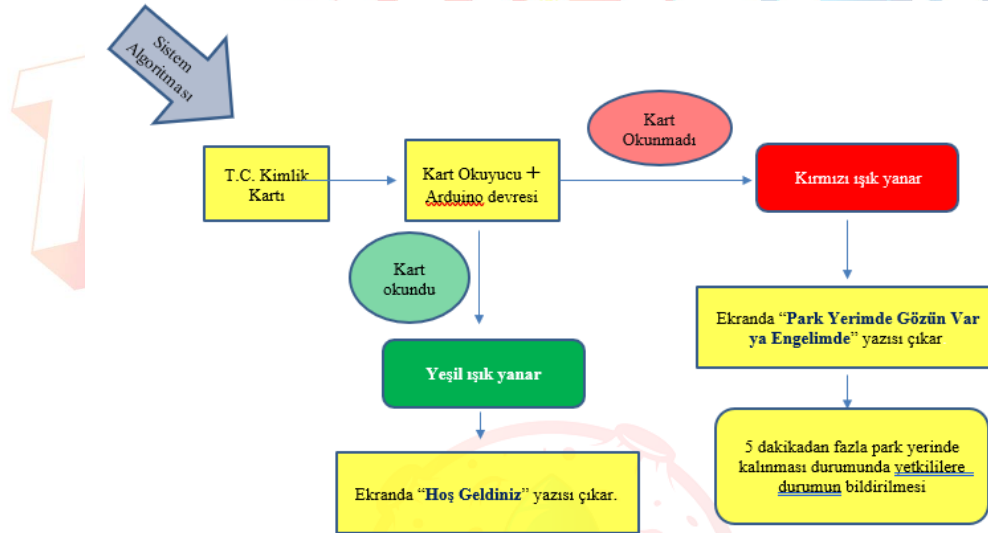 Sistem
Algoritması
T.C. Kimlik
Kartı
Kart Okuyucu +
Arduino devresi
Kart
Okunmadı
Kırmızı ışık yanar
Kart
okundu
Yeşil ışık yanar
Ekranda “Hoş Geldiniz” yazısı çıkar.
Ekranda “Park Yerimde Gözün Var
ya Engelimde” yazısı çıkar
5 dakikadan fazla park yerinde
kalınması durumunda yetkililere
durumun bildirilmesi